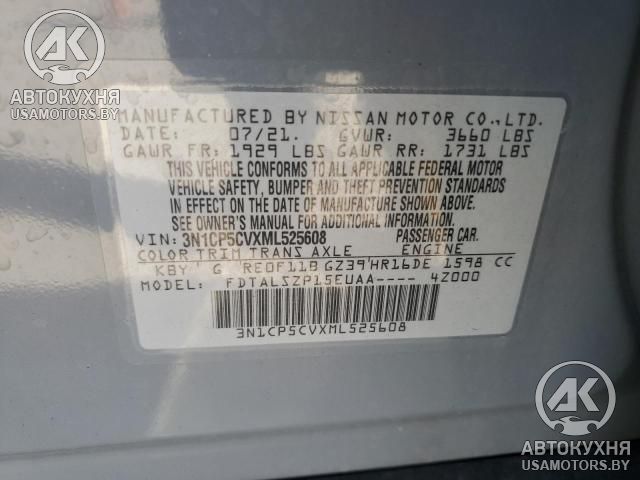 АК
АВТОКУХНЯ
USAMOTORS.BY
MANUFACTURED BY NISSAN MOTOR CO.,LTD.
DATE: 07/21. GVWR: 3660 LBS
GAWR FR: 1929 LBS GAWR RR: 1731 LBS
THIS VEHICLE CONFORMS TO ALL APPLICABLE FEDERAL MOTOR
VEHICLE SAFETY, BUMPER AND THEFT PREVENTION STANDARDS
IN EFFECT ON THE DATE OF MANUFACTURE SHOWN ABOVE.
SEE OWNER'S MANUAL FOR ADDITIONAL INFORMATION.
VIN: 3N1CP5CVXML525608 PASSENGER CAR.
COLOR TRIM TRANS AXLE ENGINE
KBY' G RE0F11B GZ39'HR16DE 1598 CC
FDTALSZP15EUAA---- 4Z000
3N1CP5CVXML525608
АК
АВТОКУХНЯ
USAMOTORS.BY